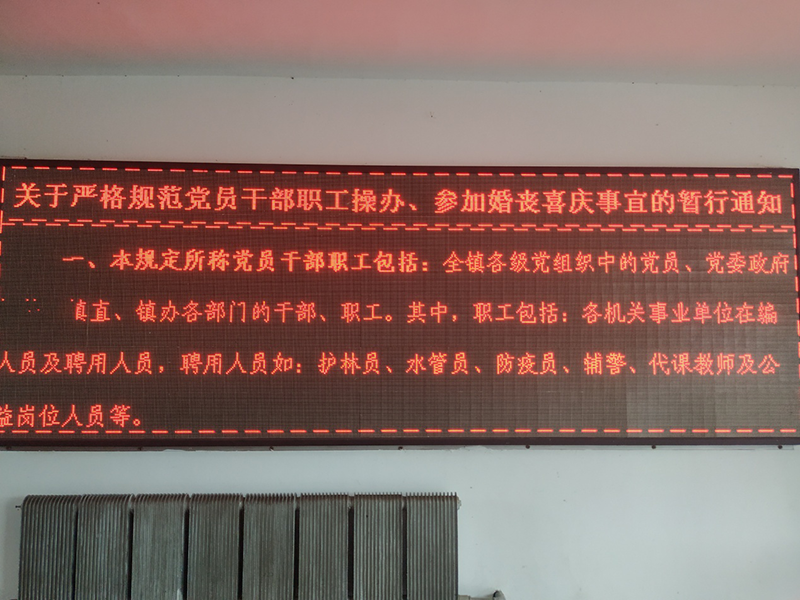 关于严格规范党员干部职工操办、参加婚丧喜庆事宜的暂行通知
一、本规定所称党员干部职工包括：全镇各级党组织中的党员、党委政府
直、镇办各部门的干部、职工。其中，职工包括：各机关事业单位在编
人员及聘用人员，聘用人员如：护林员、水管员、防疫员、辅警、代课教师及公
益岗位人员等。